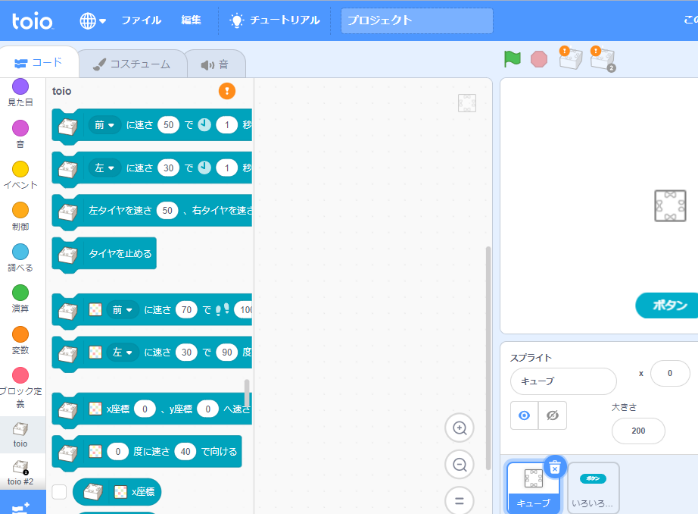 toio. ファイル 編集 チュートリアル プロジェクト この
コード コスチューム 音
見た目
音
イベント
制御
調べる
演算
変数
ブロック定
義
toio
toio #2
toio
前 に速さ 50 で 1 秒
左 に速さ 30 で 1 秒
左タイヤを速さ 50 、右タイヤを速さ
タイヤを止める
前 に速さ 70 で 100
左 に速さ 30 で 90 度
x座標 0 、y座標 0 へ速さ
0 度に速さ 40 で向ける
x座標
1
1 2
ボタン
スプライト
キューブ x 0
大きさ
200
キューブ
ボタン
いろいろ...